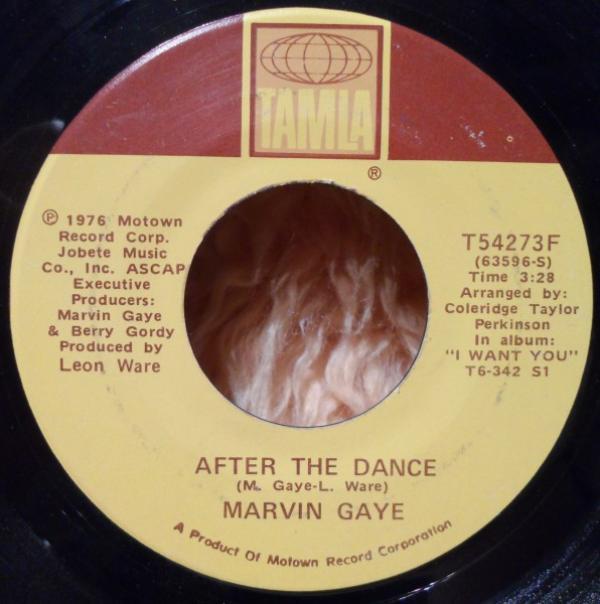 TAMLA
®
℗ 1976 Motown
Record Corp.
Jobete Music
Co., Inc. ASCAP
Executive
Producers:
Marvin Gaye
& Berry Gordy
Produced by
Leon Ware
T54273F
(63596-S)
Time 3:28
Arranged by:
Coleridge Taylor
Perkinson
In album:
"I WANT YOU"
T6-342 S1
AFTER THE DANCE
(M. Gaye-L. Ware)
MARVIN GAYE
A Product Of Motown Record Corporation